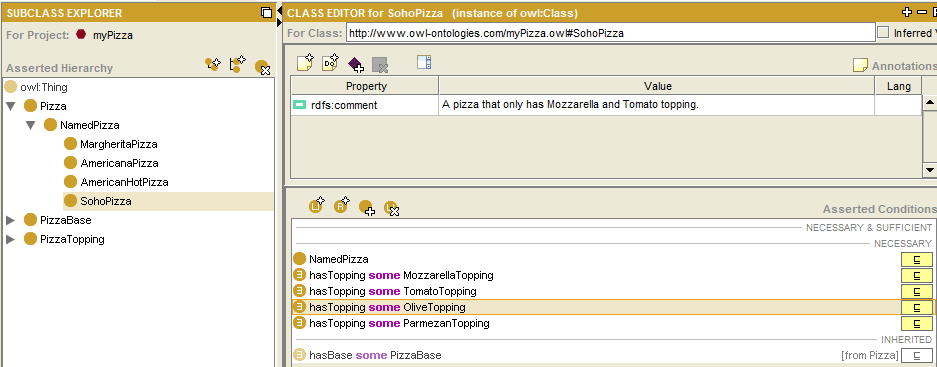 SUBCLASS EXPLORER
For Project: myPizza
Asserted Hierarchy
owl:Thing
Pizza
NamedPizza
MargheritaPizza
AmericanaPizza
AmericanHotPizza
SohoPizza
PizzaBase
PizzaTopping
CLASS EDITOR for SohoPizza (instance of owl:Class)
For Class: http://www.owl-ontologies.com/myPizza.owl#SohoPizza Inferred
Annotations
Property Value Lang
rdfs:comment A pizza that only has Mozzarella and Tomato topping.
Asserted Conditions
NECESSARY & SUFFICIENT
NECESSARY
NamedPizza ⊑
∃ hasTopping some MozzarellaTopping ⊑
∃ hasTopping some TomatoTopping ⊑
∃ hasTopping some OliveTopping ⊑
∃ hasTopping some ParmezanTopping ⊑
INHERITED
∃ hasBase some PizzaBase [from Pizza] ⊑